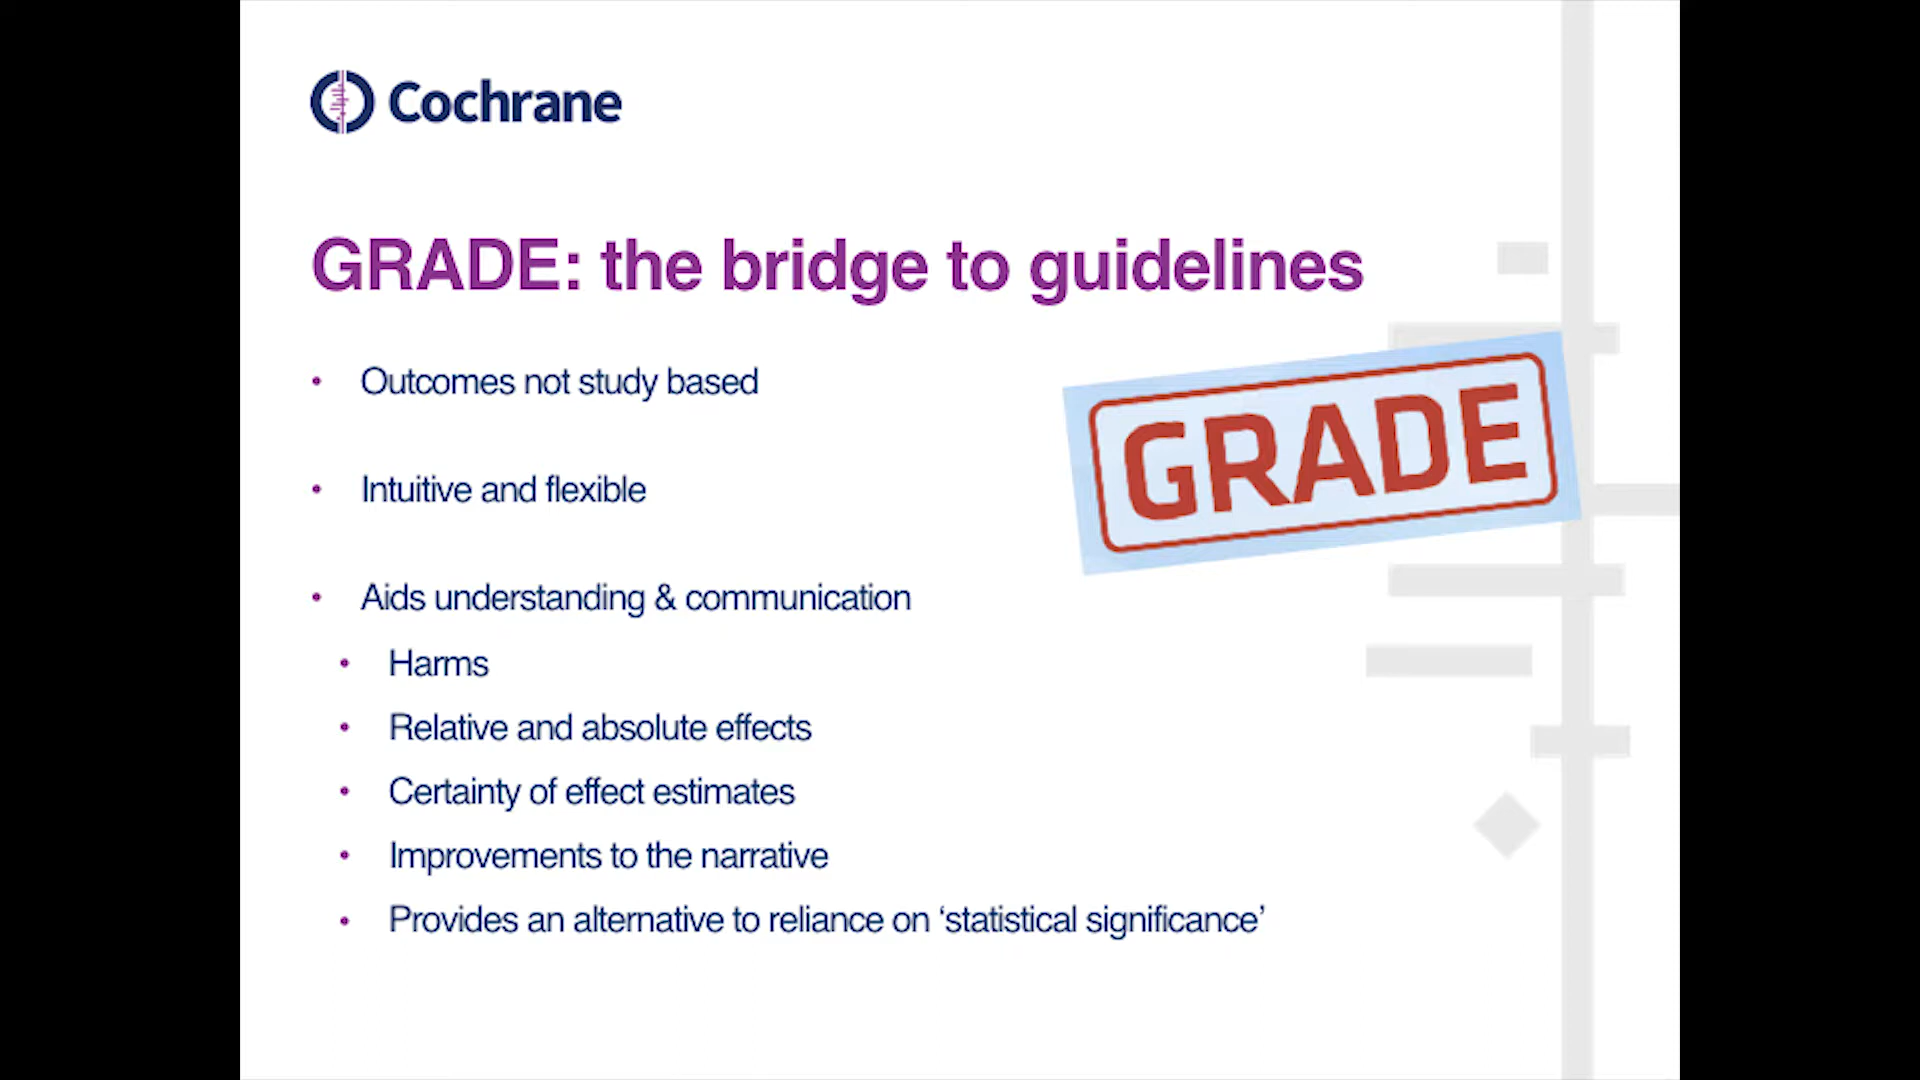 Cochrane
GRADE: the bridge to guidelines
• Outcomes not study based
GRADE
• Intuitive and flexible
• Aids understanding & communication
• Harms
• Relative and absolute effects
• Certainty of effect estimates
• Improvements to the narrative
• Provides an alternative to reliance on ‘statistical significance’